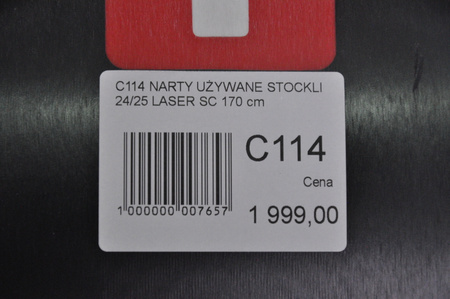 C114 NARTY UŻYWANE STOCKLI
24/25 LASER SC 170 cm
C114
Cena
1 000000 007657
1 999,00